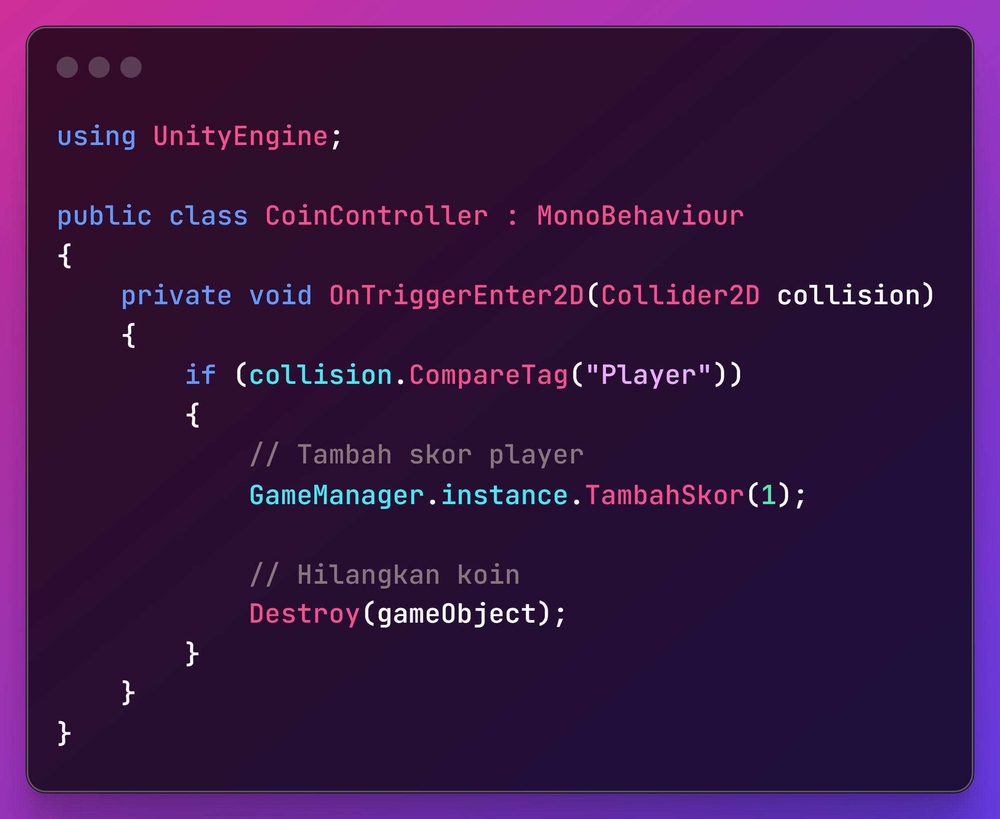 using UnityEngine;
public class CoinController : MonoBehaviour
{
    private void OnTriggerEnter2D(Collider2D collision)
    {
        if (collision.CompareTag("Player"))
        {
            // Tambah skor player
            GameManager.instance.TambahSkor(1);
            // Hilangkan koin
            Destroy(gameObject);
        }
    }
}